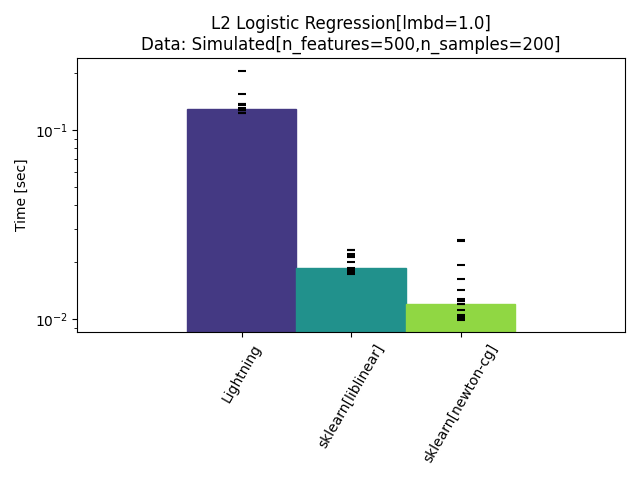 L2 Logistic Regression[lmbd=1.0]
Data: Simulated[n_features=500,n_samples=200]
Time [sec]
10⁻¹
10⁻²
Lightning
sklearn[liblinear]
sklearn[newton-cg]